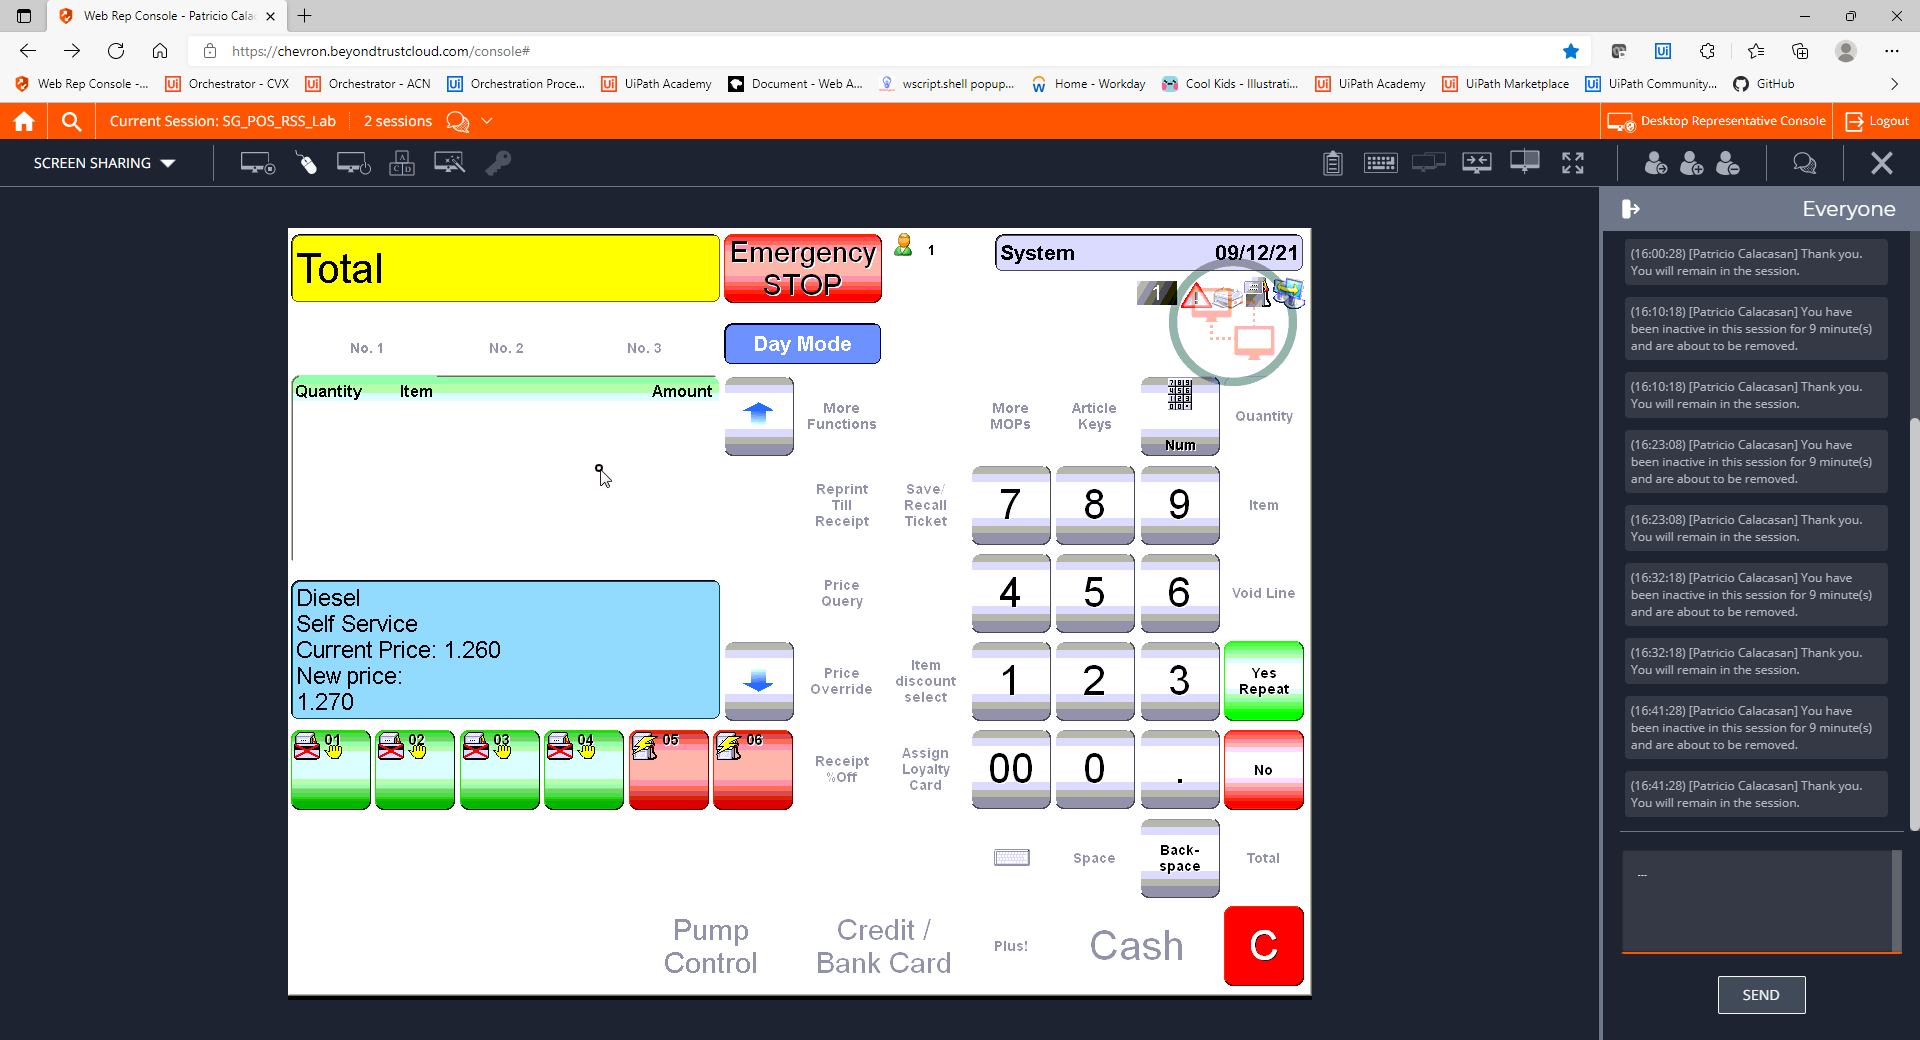 Web Rep Console - Patricio Cala
https://chevron.beyondtrustcloud.com/console#
Web Rep Console -...
Orchestrator - CVX
Orchestrator - ACN
Orchestration Proce...
UiPath Academy
Document - Web A...
wscript.shell popup...
Home - Workday
Cool Kids - Illustrati...
UiPath Academy
UiPath Marketplace
UiPath Community...
GitHub
Current Session: SG_POS_RSS_Lab
2 sessions
Desktop Representative Console
Logout
SCREEN SHARING
Everyone
(16:00:28) [Patricio Calacasan] Thank you.
You will remain in the session.
(16:10:18) [Patricio Calacasan] You have
been inactive in this session for 9 minute(s)
and are about to be removed.
(16:10:18) [Patricio Calacasan] Thank you.
You will remain in the session.
(16:23:08) [Patricio Calacasan] You have
been inactive in this session for 9 minute(s)
and are about to be removed.
(16:23:08) [Patricio Calacasan] Thank you.
You will remain in the session.
(16:32:18) [Patricio Calacasan] You have
been inactive in this session for 9 minute(s)
and are about to be removed.
(16:32:18) [Patricio Calacasan] Thank you.
You will remain in the session.
(16:41:28) [Patricio Calacasan] You have
been inactive in this session for 9 minute(s)
and are about to be removed.
(16:41:28) [Patricio Calacasan] Thank you.
You will remain in the session.
SEND
Total
Emergency
STOP
1
System 09/12/21
1
Day Mode
No. 1
No. 2
No. 3
Quantity Item Amount
More
Functions
More
MOPs
Article
Keys
Num
Quantity
Reprint
Till
Receipt
Save/
Recall
Ticket
7
8
9
Item
Price
Query
4
5
6
Void Line
Diesel
Self Service
Current Price: 1.260
New price:
1.270
Price
Override
Item
discount
select
1
2
3
Yes
Repeat
01
02
03
04
05
06
Receipt
%Off
Assign
Loyalty
Card
00
0
.
No
Space
Back-
space
Total
Pump
Control
Credit /
Bank Card
Plus!
Cash
C